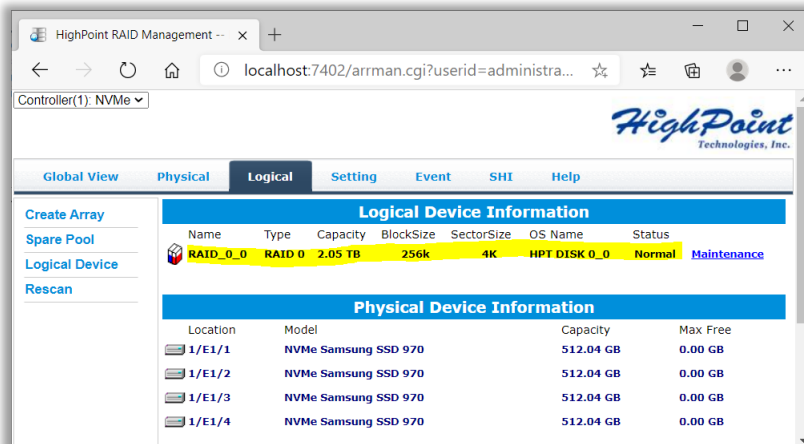 HighPoint RAID Management --
localhost:7402/arrman.cgi?userid=administra...
Controller(1): NVMe
HighPoint
Technologies, Inc.
Global View Physical Logical Setting Event SHI Help
Create Array
Spare Pool
Logical Device
Rescan
Logical Device Information
Name Type Capacity BlockSize SectorSize OS Name Status
RAID_0_0 RAID 0 2.05 TB 256k 4K HPT DISK 0_0 Normal Maintenance
Physical Device Information
Location Model Capacity Max Free
1/E1/1 NVMe Samsung SSD 970 512.04 GB 0.00 GB
1/E1/2 NVMe Samsung SSD 970 512.04 GB 0.00 GB
1/E1/3 NVMe Samsung SSD 970 512.04 GB 0.00 GB
1/E1/4 NVMe Samsung SSD 970 512.04 GB 0.00 GB